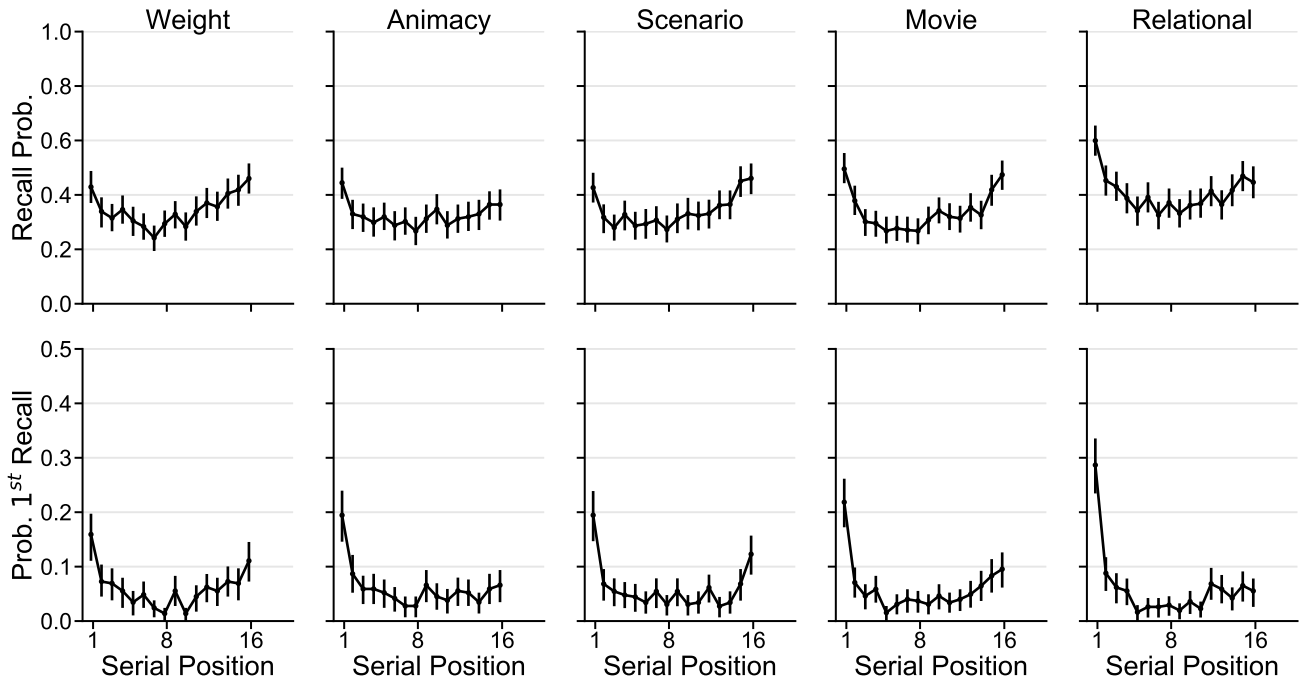 Weight Animacy Scenario Movie Relational
Recall Prob.
1.0
0.8
0.6
0.4
0.2
0.0
Prob. 1st Recall
0.5
0.4
0.3
0.2
0.1
0.0
1 8 16 1 8 16 1 8 16 1 8 16 1 8 16
Serial Position Serial Position Serial Position Serial Position Serial Position